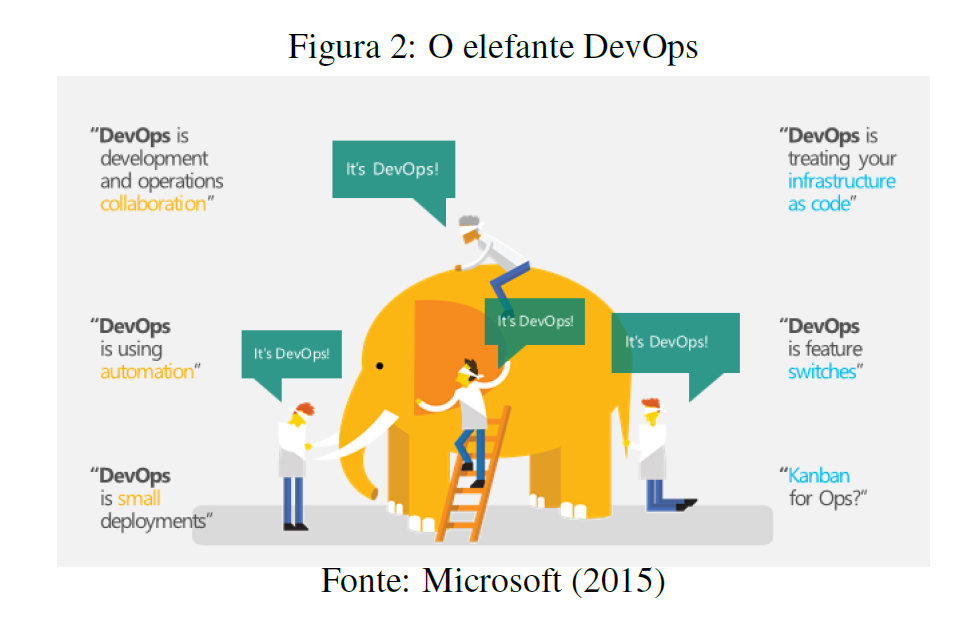 Figura 2: O elefante DevOps
“DevOps is
development
and operations
collaboration”
It's DevOps!
“DevOps is
treating your
infrastructure
as code”
“DevOps
is using
automation”
It's DevOps!
It's DevOps!
It's DevOps!
“DevOps
is feature
switches”
“DevOps
is small
deployments”
“Kanban
for Ops?”
Fonte: Microsoft (2015)